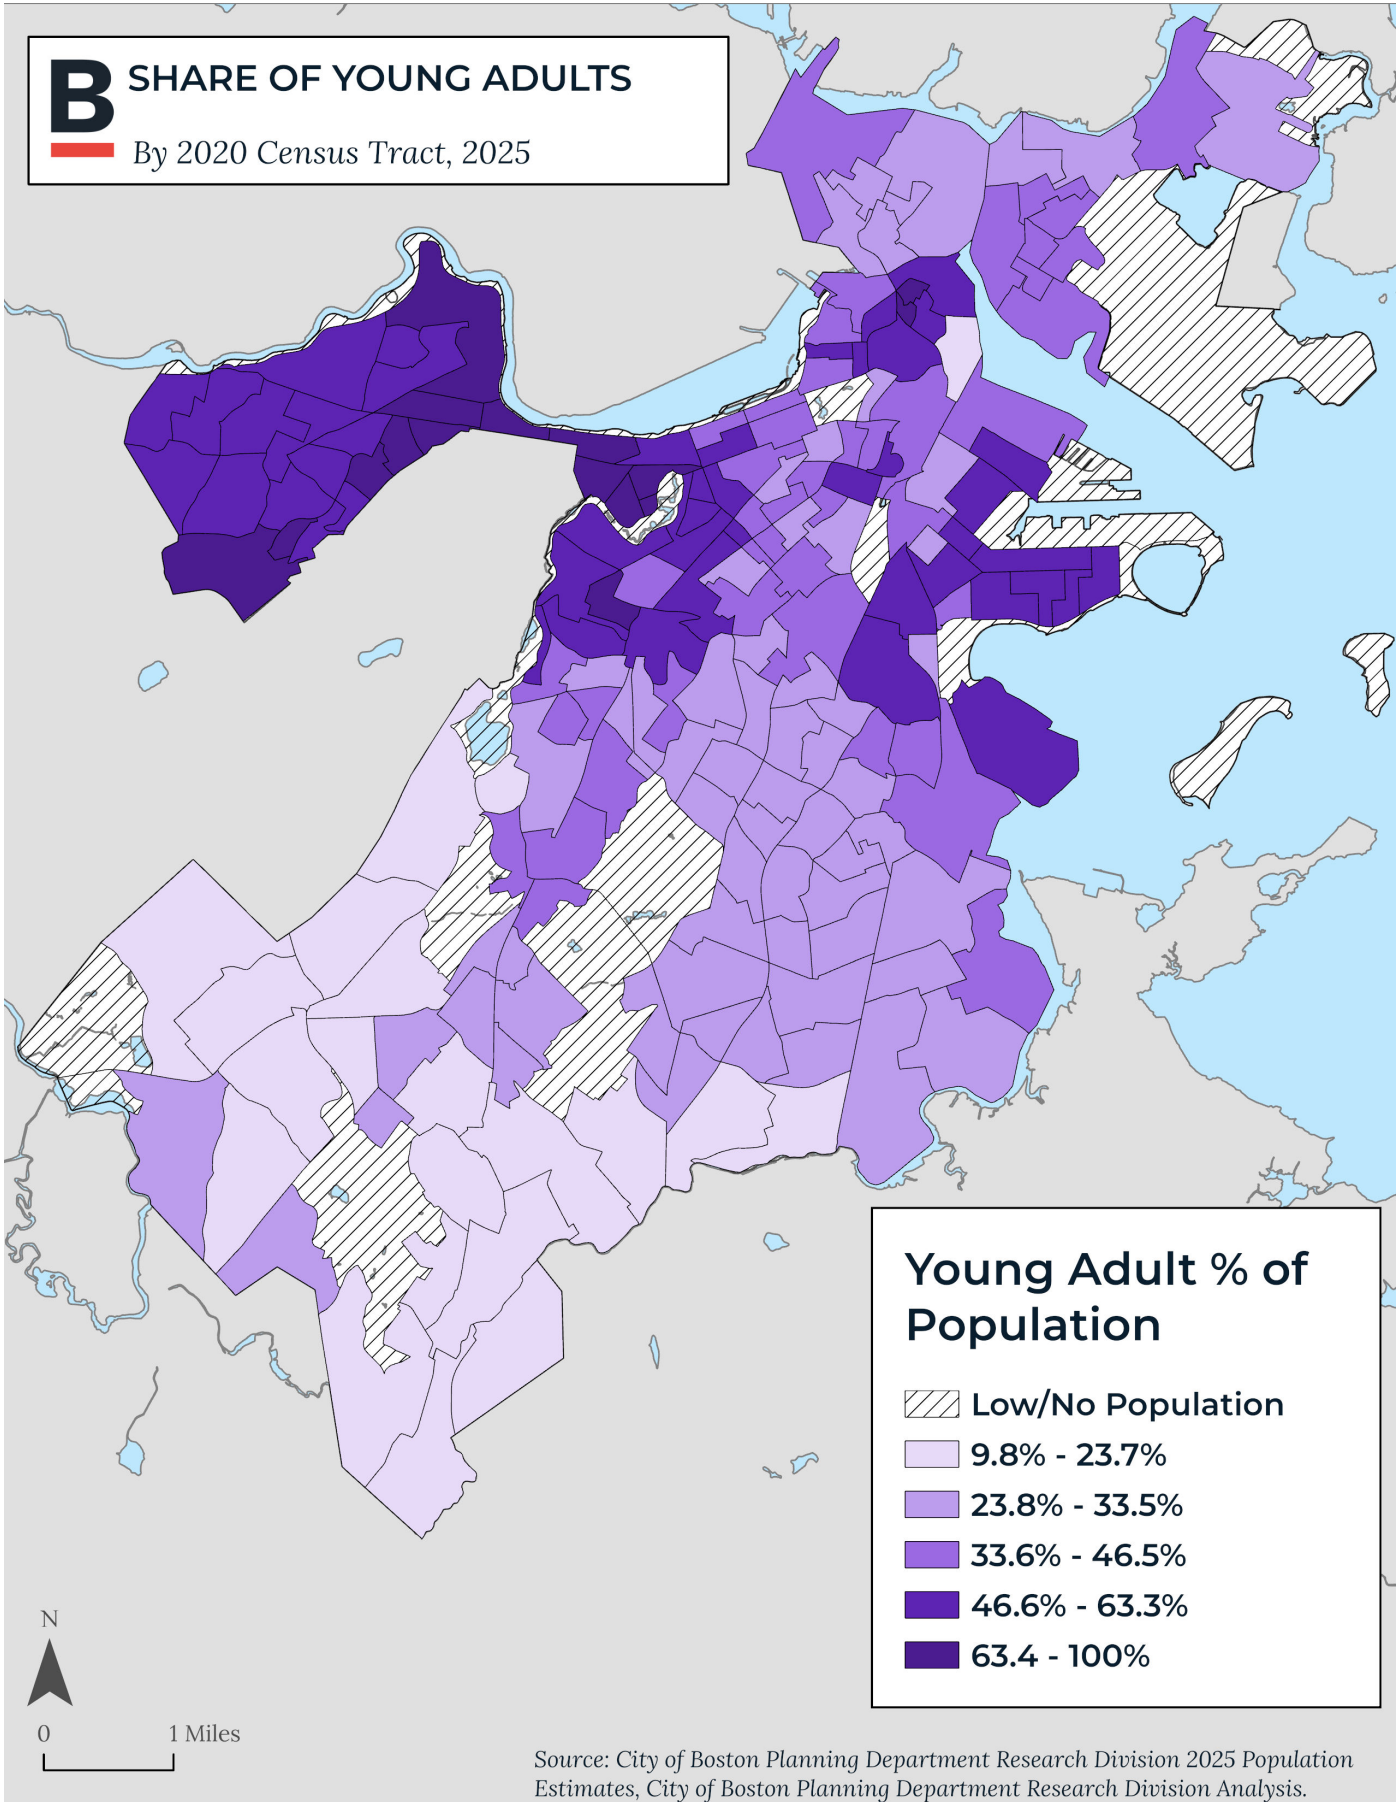 B SHARE OF YOUNG ADULTS
By 2020 Census Tract, 2025
Young Adult % of
Population
Low/No Population
9.8% - 23.7%
23.8% - 33.5%
33.6% - 46.5%
46.6% - 63.3%
63.4 - 100%
N
0 1 Miles
Source: City of Boston Planning Department Research Division 2025 Population
Estimates, City of Boston Planning Department Research Division Analysis.